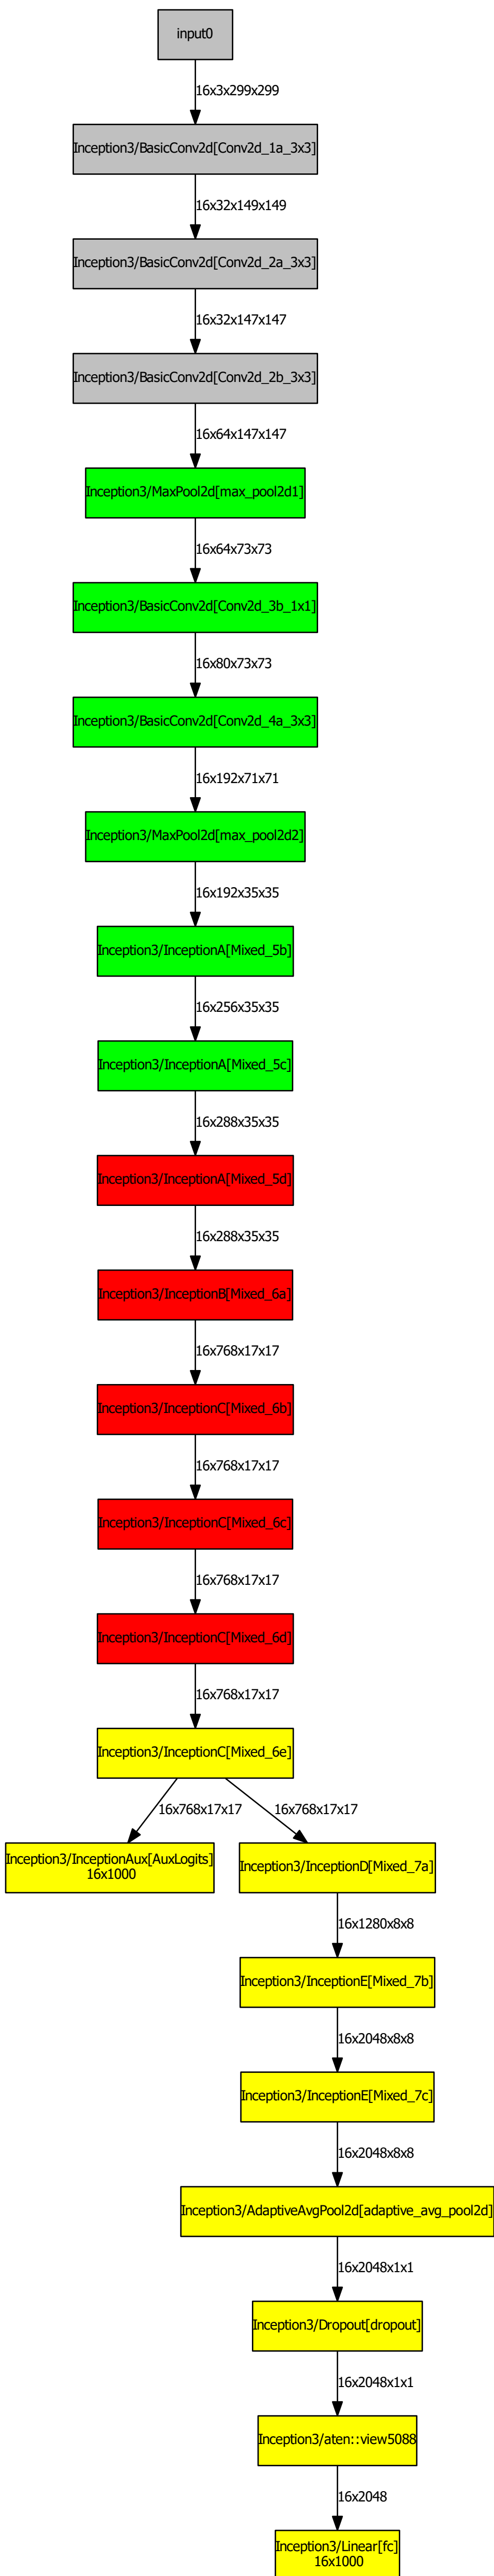 input0
16x3x299x299
Inception3/BasicConv2d[Conv2d_1a_3x3]
16x32x149x149
Inception3/BasicConv2d[Conv2d_2a_3x3]
16x32x147x147
Inception3/BasicConv2d[Conv2d_2b_3x3]
16x64x147x147
Inception3/MaxPool2d[max_pool2d1]
16x64x73x73
Inception3/BasicConv2d[Conv2d_3b_1x1]
16x80x73x73
Inception3/BasicConv2d[Conv2d_4a_3x3]
16x192x71x71
Inception3/MaxPool2d[max_pool2d2]
16x192x35x35
Inception3/InceptionA[Mixed_5b]
16x256x35x35
Inception3/InceptionA[Mixed_5c]
16x288x35x35
Inception3/InceptionA[Mixed_5d]
16x288x35x35
Inception3/InceptionB[Mixed_6a]
16x768x17x17
Inception3/InceptionC[Mixed_6b]
16x768x17x17
Inception3/InceptionC[Mixed_6c]
16x768x17x17
Inception3/InceptionC[Mixed_6d]
16x768x17x17
Inception3/InceptionC[Mixed_6e]
16x768x17x17
16x768x17x17
Inception3/InceptionAux[AuxLogits]
16x1000
Inception3/InceptionD[Mixed_7a]
16x1280x8x8
Inception3/InceptionE[Mixed_7b]
16x2048x8x8
Inception3/InceptionE[Mixed_7c]
16x2048x8x8
Inception3/AdaptiveAvgPool2d[adaptive_avg_pool2d]
16x2048x1x1
Inception3/Dropout[dropout]
16x2048x1x1
Inception3/aten::view5088
16x2048
Inception3/Linear[fc]
16x1000